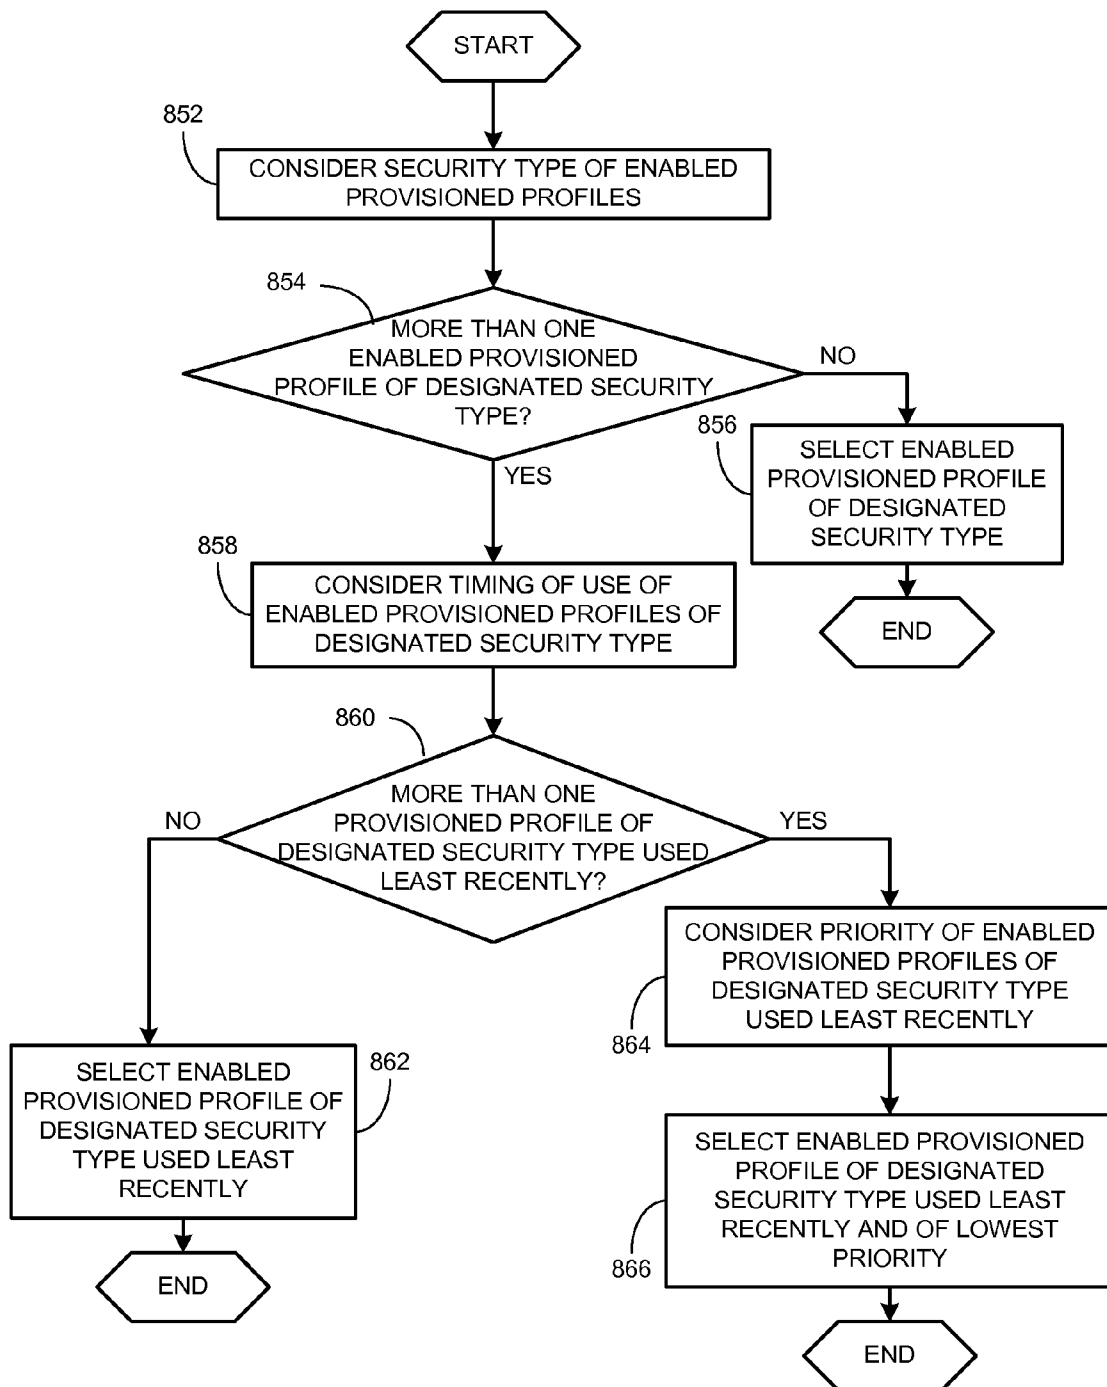 START
852
CONSIDER SECURITY TYPE OF ENABLED
PROVISIONED PROFILES
854
MORE THAN ONE
ENABLED PROVISIONED
PROFILE OF DESIGNATED SECURITY
TYPE?
NO
YES
856
SELECT ENABLED
PROVISIONED PROFILE
OF DESIGNATED
SECURITY TYPE
END
858
CONSIDER TIMING OF USE OF
ENABLED PROVISIONED PROFILES OF
DESIGNATED SECURITY TYPE
860
MORE THAN ONE
PROVISIONED PROFILE OF
DESIGNATED SECURITY TYPE USED
LEAST RECENTLY?
NO
YES
862
SELECT ENABLED
PROVISIONED PROFILE OF
DESIGNATED SECURITY
TYPE USED LEAST
RECENTLY
END
CONSIDER PRIORITY OF ENABLED
PROVISIONED PROFILES OF
DESIGNATED SECURITY TYPE
USED LEAST RECENTLY
864
SELECT ENABLED PROVISIONED
PROFILE OF DESIGNATED
SECURITY TYPE USED LEAST
RECENTLY AND OF LOWEST
PRIORITY
866
END